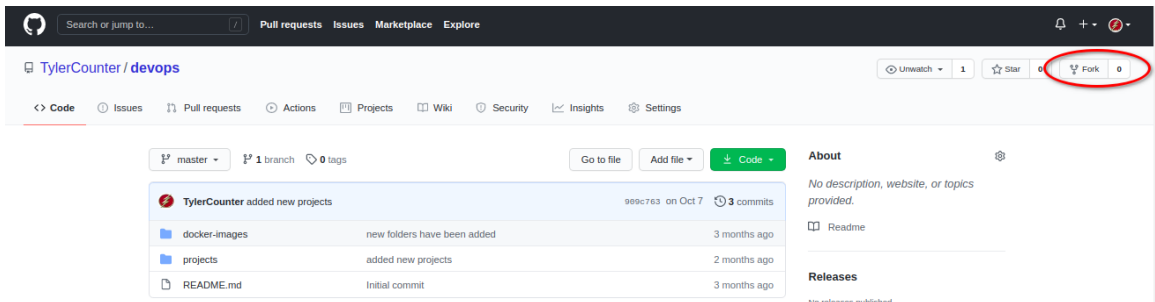 Search or jump to... / Pull requests Issues Marketplace Explore
TylerCounter / devops Unwatch 1 Star 0 Fork 0
Code Issues Pull requests Actions Projects Wiki Security Insights Settings
master 1 branch 0 tags Go to file Add file Code About
No description, website, or topics
provided.
TylerCounter added new projects 909c763 on Oct 7 3 commits
Readme
docker-images new folders have been added 3 months ago
projects added new projects 2 months ago
README.md Initial commit 3 months ago
Releases
No releases published